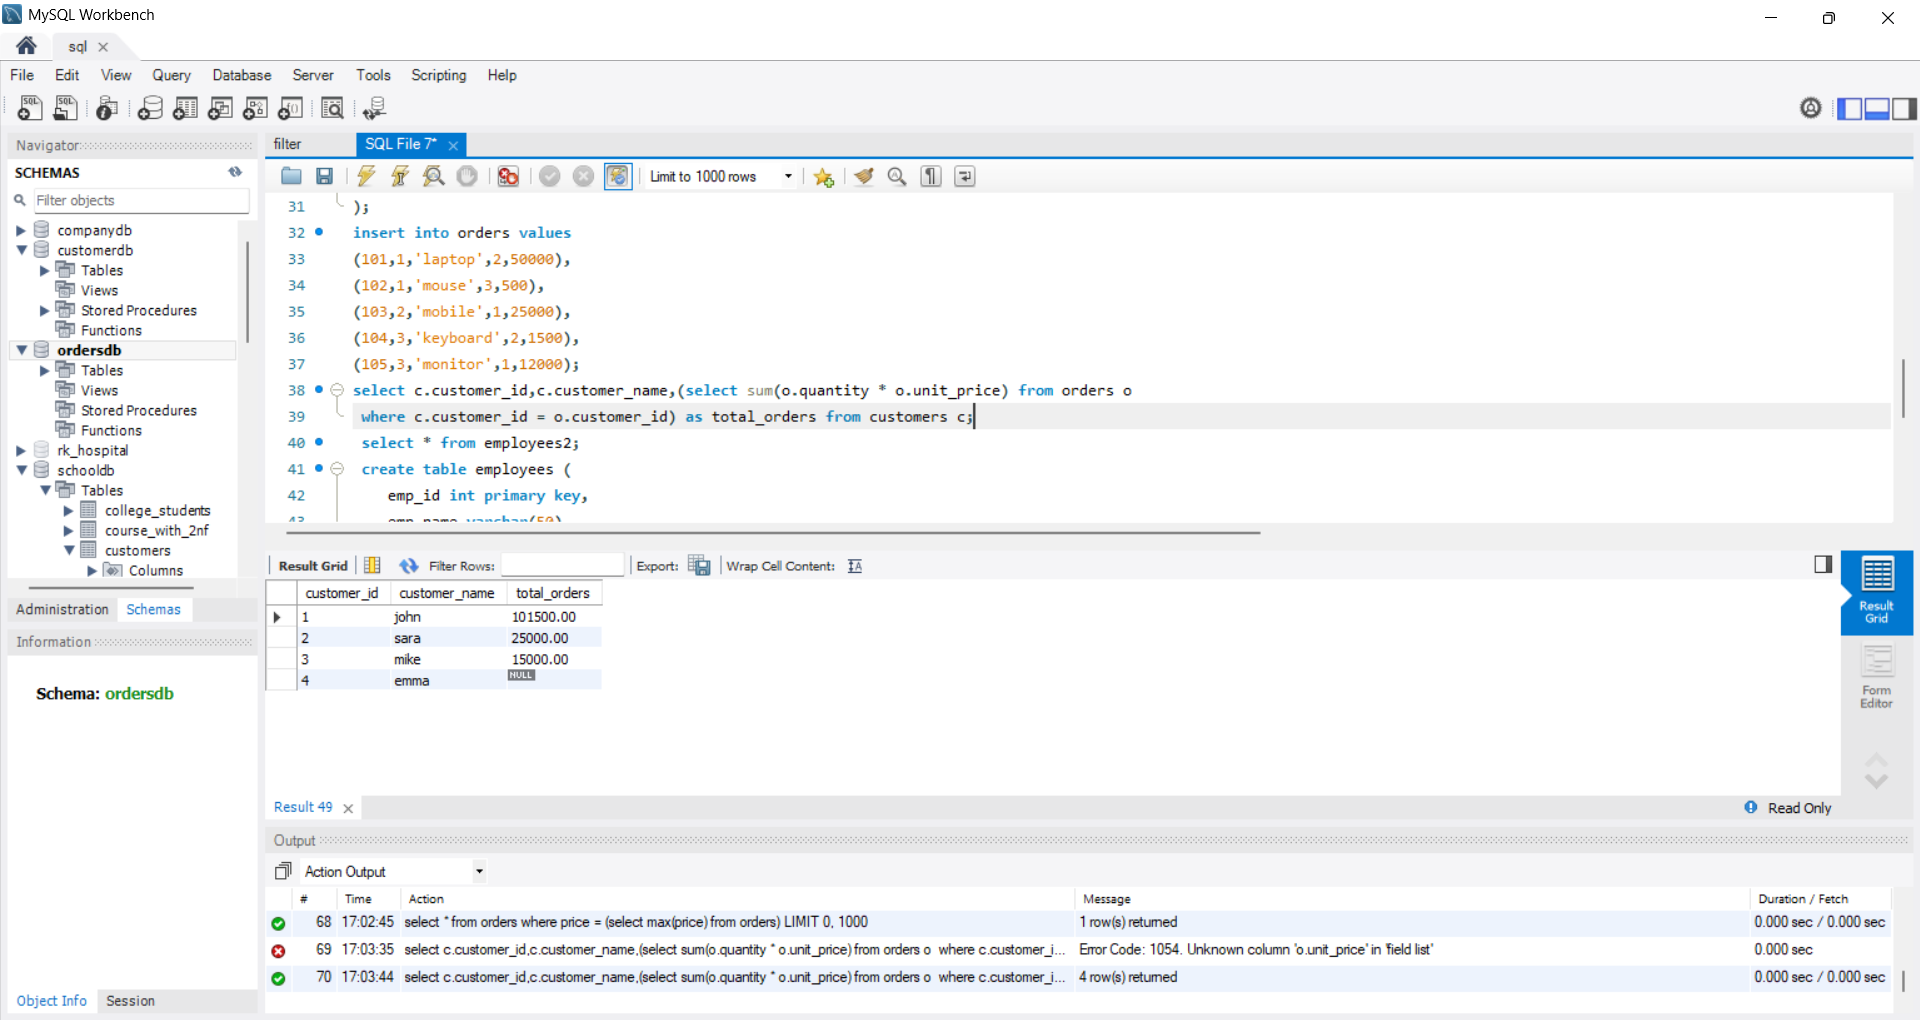 MySQL Workbench
sql
File Edit View Query Database Server Tools Scripting Help
Navigator
SCHEMAS
Filter objects
companydb
customerdb
Tables
Views
Stored Procedures
Functions
ordersdb
Tables
Views
Stored Procedures
Functions
rk_hospital
schooldb
Tables
college_students
course_with_2nf
customers
Columns
Administration Schemas
Information
Schema: ordersdb
Object Info Session
filter SQL File 7*
Limit to 1000 rows
31 );
32 insert into orders values
33 (101,1,'laptop',2,50000),
34 (102,1,'mouse',3,500),
35 (103,2,'mobile',1,25000),
36 (104,3,'keyboard',2,1500),
37 (105,3,'monitor',1,12000);
38 select c.customer_id,c.customer_name,(select sum(o.quantity * o.unit_price) from orders o
39 where c.customer_id = o.customer_id) as total_orders from customers c;
40 select * from employees2;
41 create table employees (
42 emp_id int primary key,
43 emp_name varchar(50)
Result Grid Filter Rows: Export: Wrap Cell Content:
customer_id customer_name total_orders
1 john 101500.00
2 sara 25000.00
3 mike 15000.00
4 emma NULL
Result Grid
Form Editor
Result 49
Read Only
Output
Action Output
# Time Action Message Duration / Fetch
68 17:02:45 select * from orders where price = (select max(price) from orders) LIMIT 0, 1000 1 row(s) returned 0.000 sec / 0.000 sec
69 17:03:35 select c.customer_id,c.customer_name,(select sum(o.quantity * o.unit_price) from orders o where c.customer_i... Error Code: 1054. Unknown column 'o.unit_price' in 'field list' 0.000 sec
70 17:03:44 select c.customer_id,c.customer_name,(select sum(o.quantity * o.unit_price) from orders o where c.customer_i... 4 row(s) returned 0.000 sec / 0.000 sec